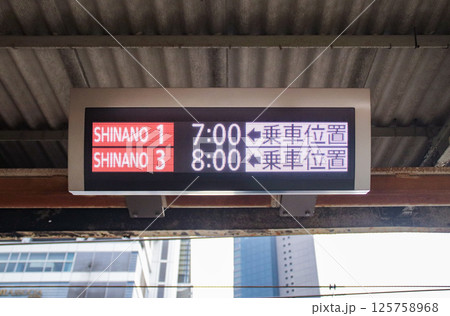 SHINANO 1 7:00 ←乗車位置
SHINANO 3 8:00 ←乗車位置
pixta.jp - 125758968